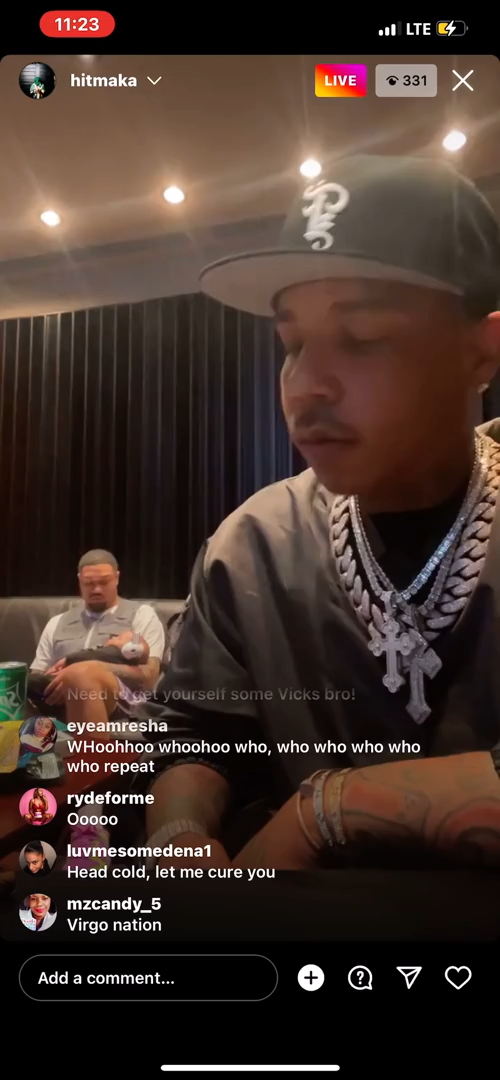 11:23
LTE
hitmaka
LIVE
331
Need to get yourself some Vicks bro!
eyeamresha
WHoohhoo whoohoo who, who who who who
who repeat
rydeforme
Ooooo
luvmesomedena1
Head cold, let me cure you
mzcandy_5
Virgo nation
Add a comment...